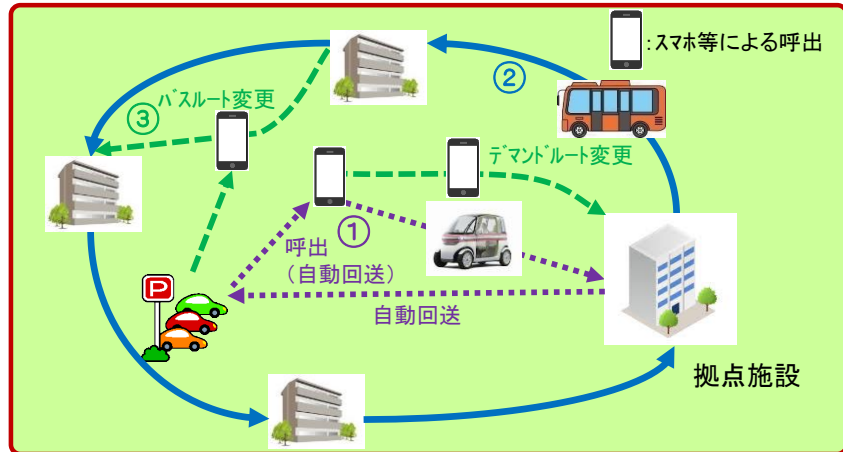 :スマホ等による呼出
②
③
バスルート変更
デマンドルート変更
①
呼出
(自動回送)
自動回送
P
拠点施設